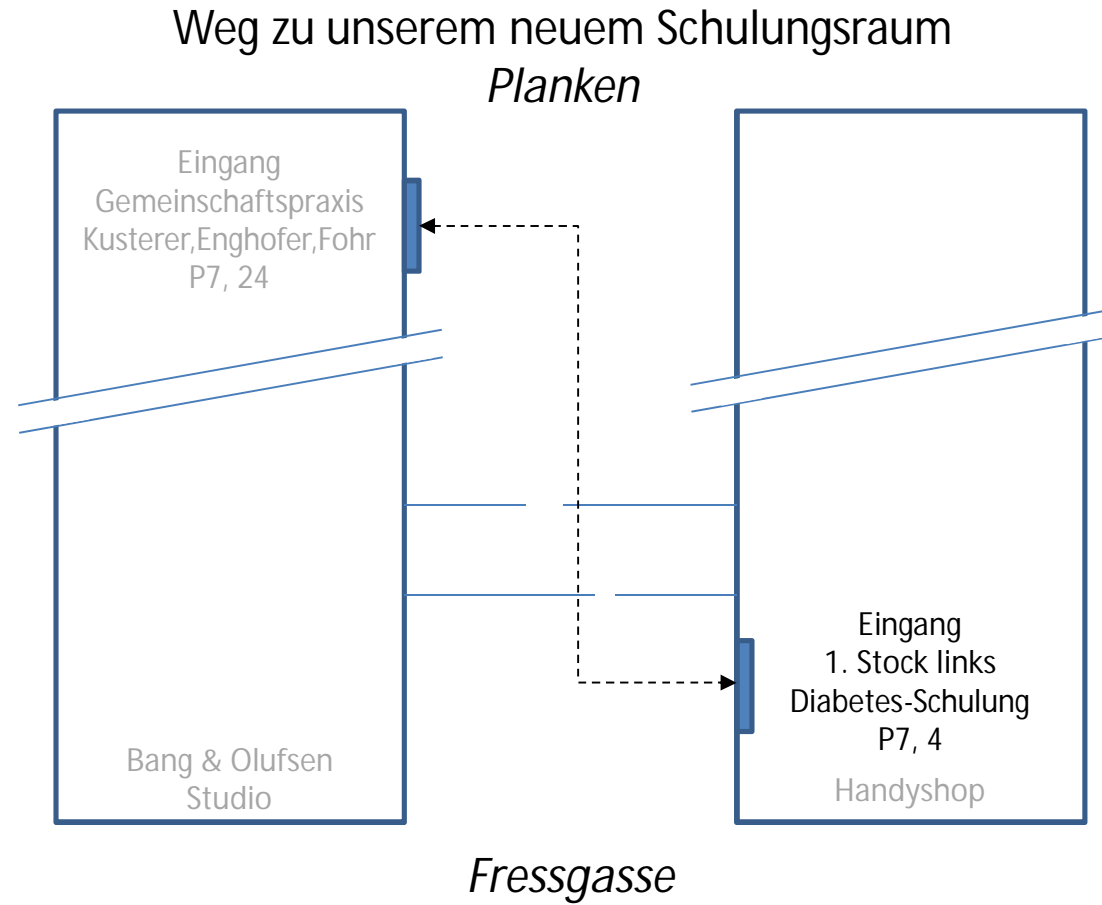 Weg zu unserem neuem Schulungsraum
Planken
Eingang
Gemeinschaftspraxis
Kusterer,Enghofer,Fohr
P7, 24
Eingang
1. Stock links
Diabetes-Schulung
P7, 4
Bang & Olufsen
Studio
Handyshop
Fressgasse